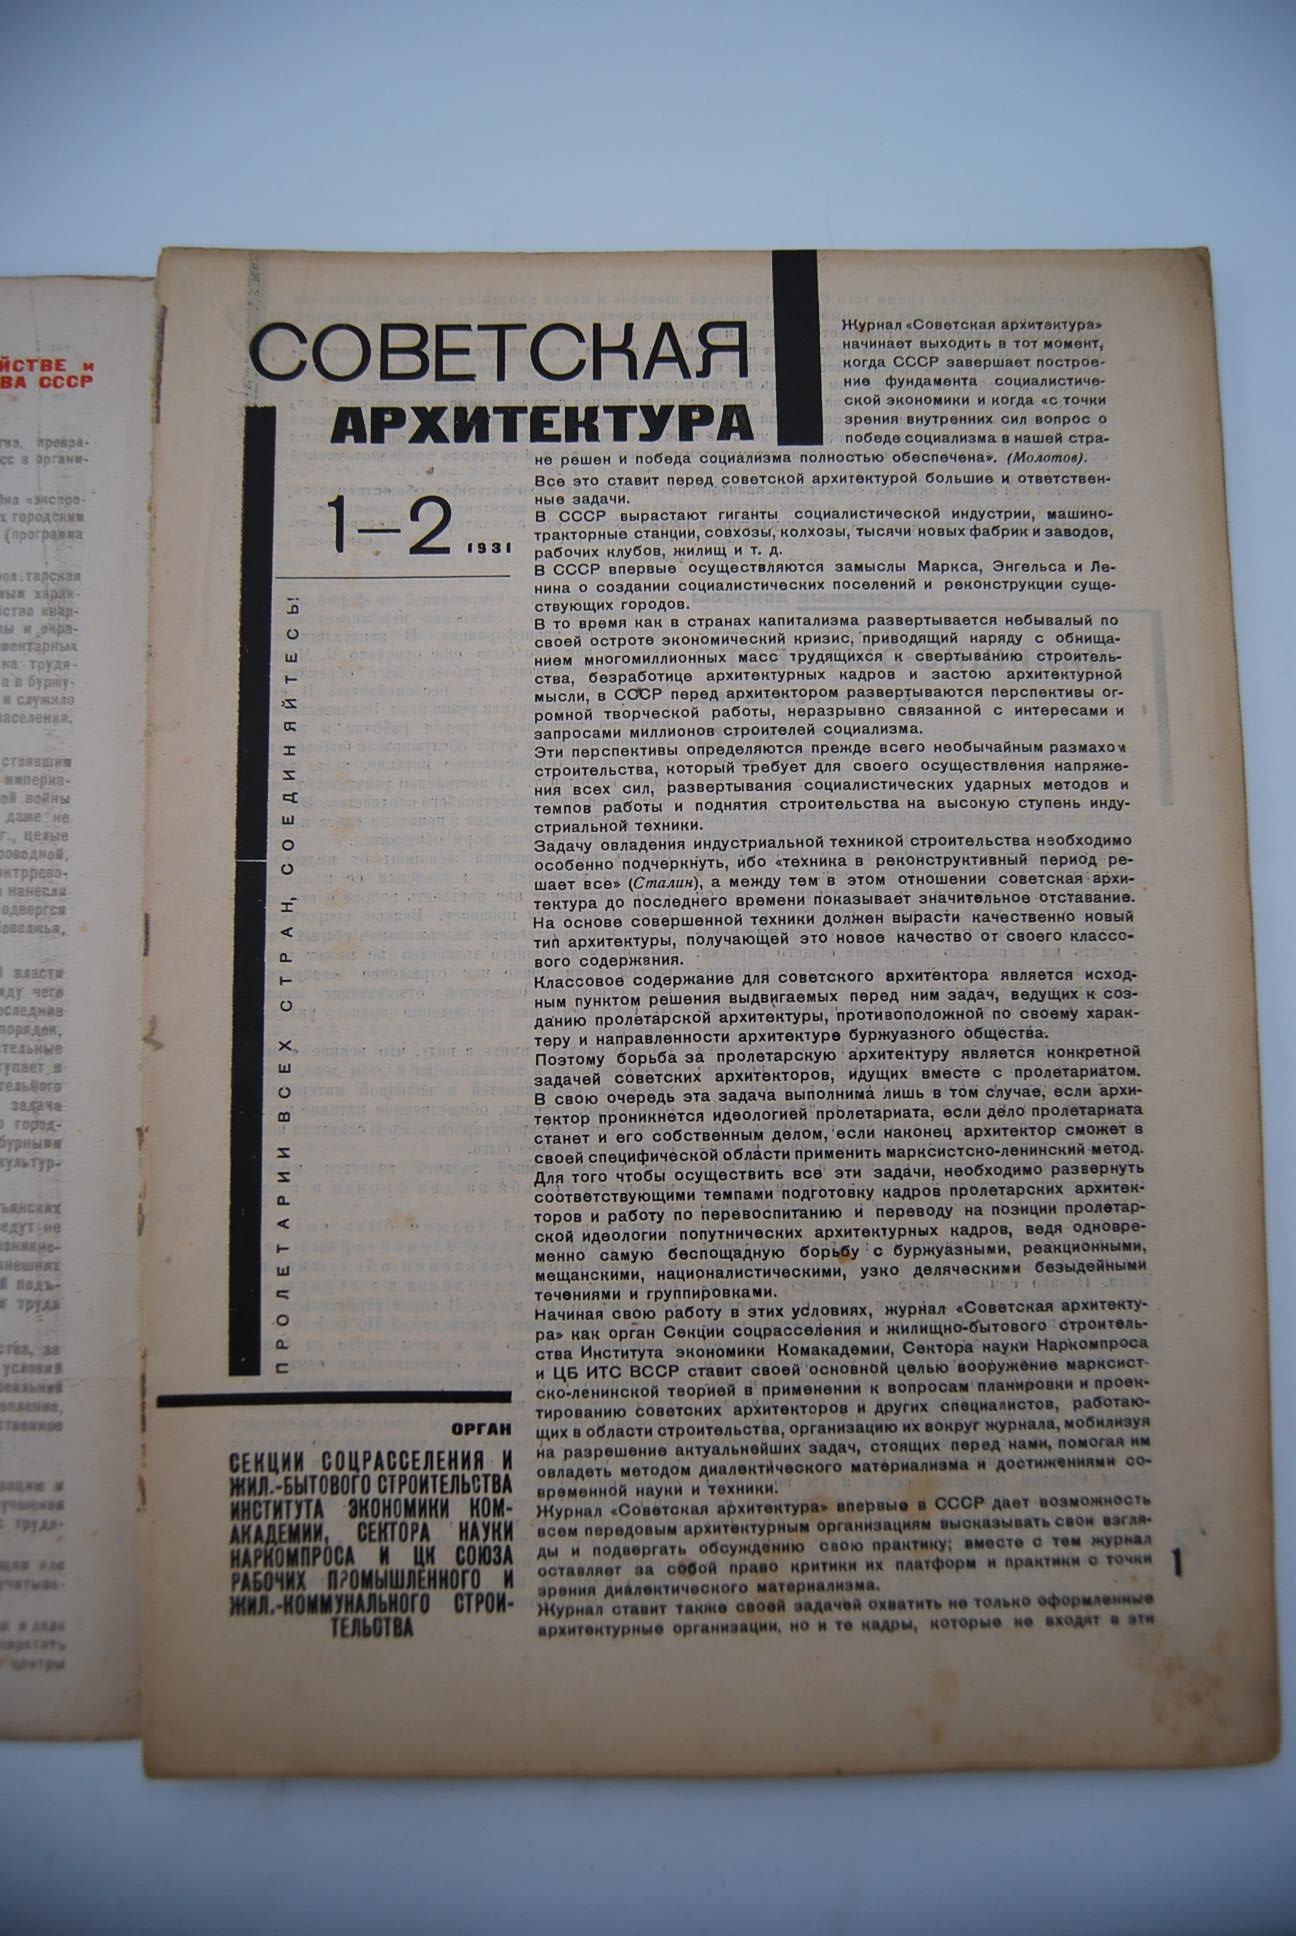 СОВЕТСКАЯ
АРХИТЕКТУРА
1—2 1931
ПРОЛЕТАРИИ ВСЕХ СТРАН, СОЕДИНЯЙТЕСЬ!
ОРГАН
СЕКЦИИ СОЦРАССЕЛЕНИЯ И
ЖИЛ.-БЫТОВОГО СТРОИТЕЛЬСТВА
ИНСТИТУТА ЭКОНОМИКИ КОМ-
АКАДЕМИИ, СЕКТОРА НАУКИ
НАРКОМПРОСА И ЦК СОЮЗА
РАБОЧИХ ПРОМЫШЛЕННОГО И
ЖИЛ.-КОММУНАЛЬНОГО СТРОИ-
ТЕЛЬСТВА
Журнал «Советская архитектура»
начинает выходить в тот момент,
когда СССР завершает построе-
ние фундамента социалистиче-
ской экономики и когда «с точки
зрения внутренних сил вопрос о
победе социализма в нашей стра-
не решен и победа социализма полностью обеспечена». (Молотов).
Все это ставит перед советской архитектурой большие и ответствен-
ные задачи.
В СССР вырастают гиганты социалистической индустрии, машино-
тракторные станции, совхозы, колхозы, тысячи новых фабрик и заводов,
рабочих клубов, жилищ и т. д.
В СССР впервые осуществляются замыслы Маркса, Энгельса и Ле-
нина о создании социалистических поселений и реконструкции суще-
ствующих городов.
В то время как в странах капитализма развертывается небывалый по
своей остроте экономический кризис, приводящий наряду с обнища-
нием многомиллионных масс трудящихся к свертыванию строитель-
ства, безработице архитектурных кадров и застою архитектурной
мысли, в СССР перед архитектором развертываются перспективы ог-
ромной творческой работы, неразрывно связанной с интересами и
запросами миллионов строителей социализма.
Эти перспективы определяются прежде всего необычайным размахом
строительства, который требует для своего осуществления напряже-
ния всех сил, развертывания социалистических ударных методов и
темпов работы и поднятия строительства на высокую ступень инду-
стриальной техники.
Задачу овладения индустриальной техникой строительства необходимо
особенно подчеркнуть, ибо «техника в реконструктивный период ре-
шает все» (Сталин), а между тем в этом отношении советская архи-
тектура до последнего времени показывает значительное отставание.
На основе совершенной техники должен вырасти качественно новый
тип архитектуры, получающей это новое качество от своего классо-
вого содержания.
Классовое содержание для советского архитектора является исход-
ным пунктом решения выдвигаемых перед ним задач, ведущих к соз-
данию пролетарской архитектуры, противоположной по своему харак-
теру и направленности архитектуре буржуазного общества.
Поэтому борьба за пролетарскую архитектуру является конкретной
задачей советских архитекторов, идущих вместе с пролетариатом.
В свою очередь эта задача выполнима лишь в том случае, если архи-
тектор проникнется идеологией пролетариата, если дело пролетариата
станет и его собственным делом, если наконец архитектор сможет в
своей специфической области применить марксистско-ленинский метод.
Для того чтобы осуществить все эти задачи, необходимо развернуть
соответствующими темпами подготовку кадров пролетарских архитек-
торов и работу по перевоспитанию и переводу на позиции пролетар-
ской идеологии попутнических архитектурных кадров, ведя одновре-
менно самую беспощадную борьбу с буржуазными, реакционными,
мещанскими, националистическими, узко деляческими безыдейными
течениями и группировками.
Начиная свою работу в этих условиях, журнал «Советская архитекту-
ра» как орган Секции соцрасселения и жилищно-бытового строитель-
ства Института экономики Комакадемии, Сектора науки Наркомпроса
и ЦБ ИТС ВССР ставит своей основной целью вооружение марксист-
ско-ленинской теорией в применении к вопросам планировки и проек-
тированию советских архитекторов и других специалистов, работаю-
щих в области строительства, организацию их вокруг журнала, мобилизуя
на разрешение актуальнейших задач, стоящих перед нами, помогая им
овладеть методом диалектического материализма и достижениями со-
временной науки и техники.
Журнал «Советская архитектура» впервые в СССР дает возможность
всем передовым архитектурным организациям высказывать свои взгля-
ды и подвергать обсуждению свою практику; вместе с тем журнал
оставляет за собой право критики их платформ и практики с точки
зрения диалектического материализма.
Журнал ставит также своей задачей охватить не только оформленные
архитектурные организации, но и те кадры, которые не входят в эти
1